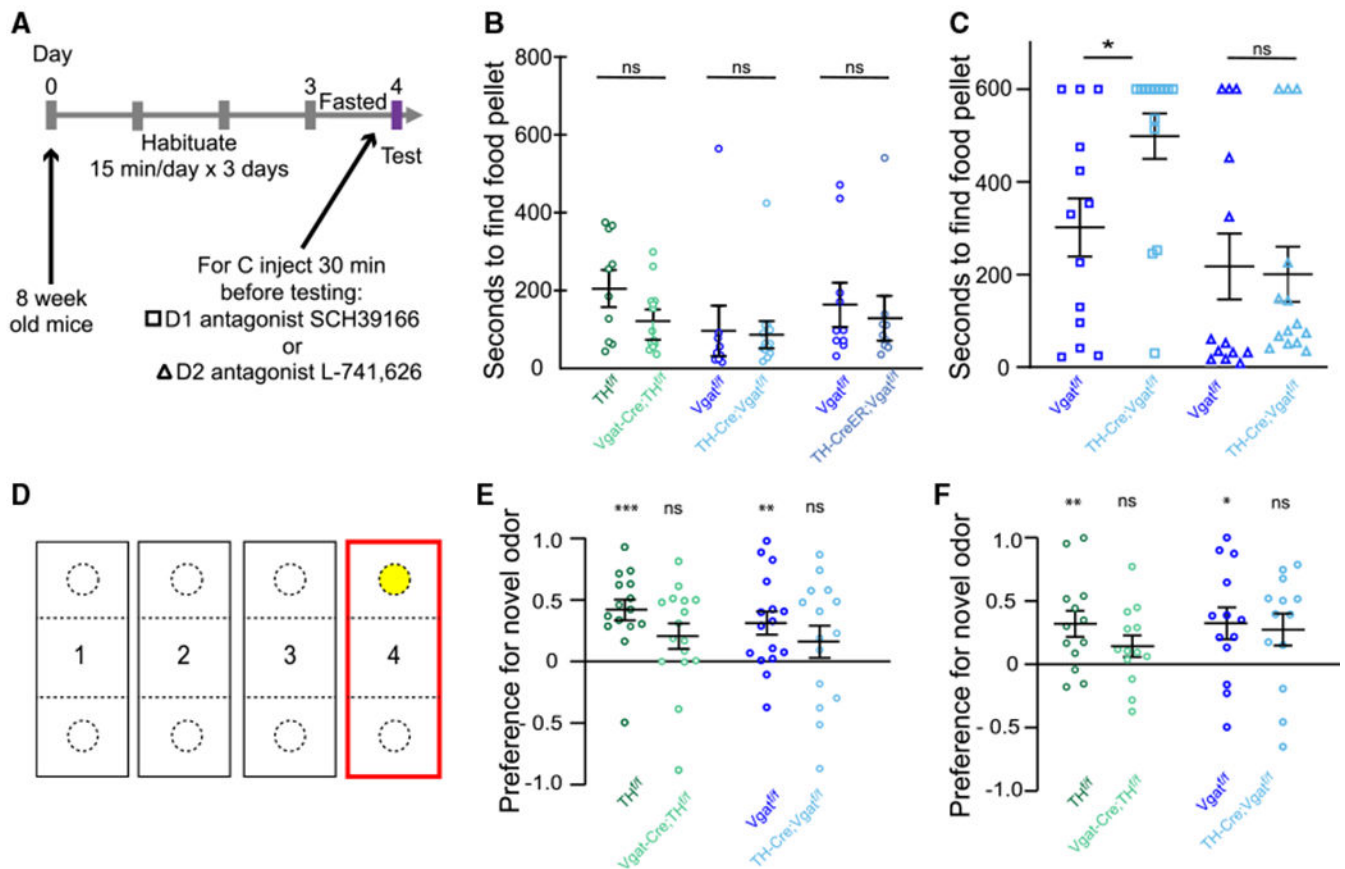 A
Day
0
3
4
Fasted
Habituate
15 min/day x 3 days
Test
8 week
old mice
For C inject 30 min
before testing:
D1 antagonist SCH39166
or
D2 antagonist L-741,626
B
Seconds to find food pellet
800
600
400
200
0
ns
ns
ns
TH^f/f
Vgat-Cre;TH^f/f
Vgat^f/f
TH-Cre;Vgat^f/f
Vgat^f/f
TH-CreER;Vgat^f/f
C
Seconds to find food pellet
600
400
200
0
*
ns
Vgat^f/f
TH-Cre;Vgat^f/f
Vgat^f/f
TH-Cre;Vgat^f/f
D
1
2
3
4
E
Preference for novel odor
1.0
0.5
0
-0.5
-1.0
***
ns
**
ns
TH^f/f
Vgat-Cre;TH^f/f
Vgat^f/f
TH-Cre;Vgat^f/f
F
Preference for novel odor
1.0
0.5
0
-0.5
-1.0
**
ns
*
ns
TH^f/f
Vgat-Cre;TH^f/f
Vgat^f/f
TH-Cre;Vgat^f/f